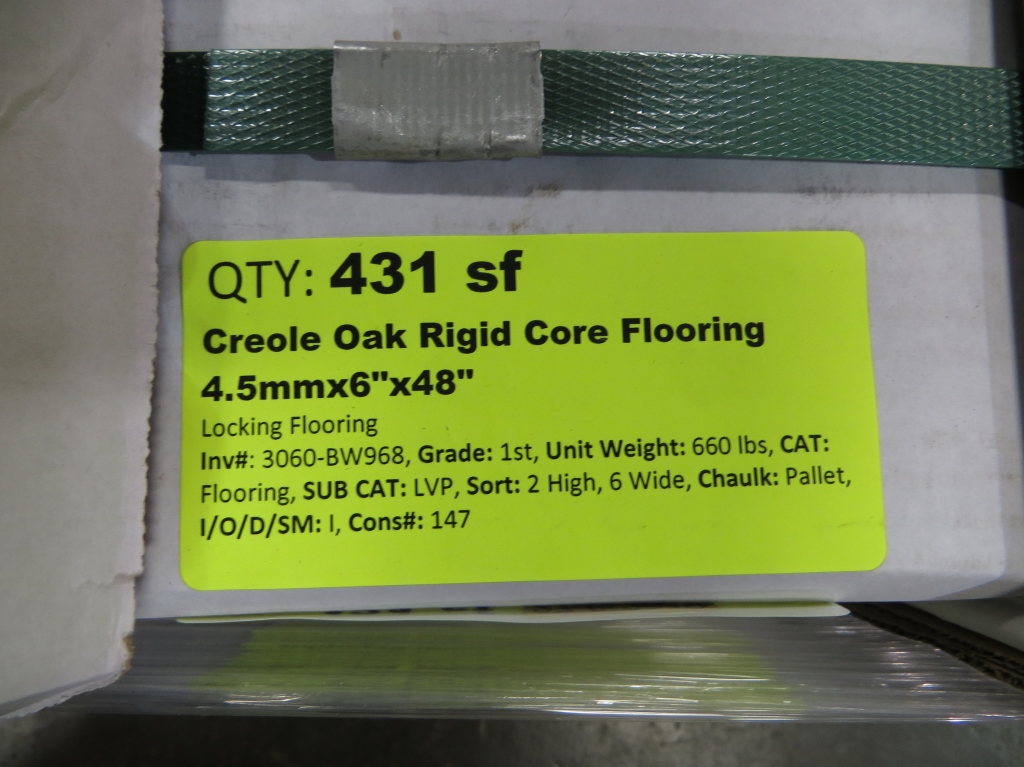 QTY: 431 sf
Creole Oak Rigid Core Flooring
4.5mmx6"x48"
Locking Flooring
Inv#: 3060-BW968, Grade: 1st, Unit Weight: 660 lbs, CAT:
Flooring, SUB CAT: LVP, Sort: 2 High, 6 Wide, Chaulk: Pallet,
I/O/D/SM: I, Cons#: 147